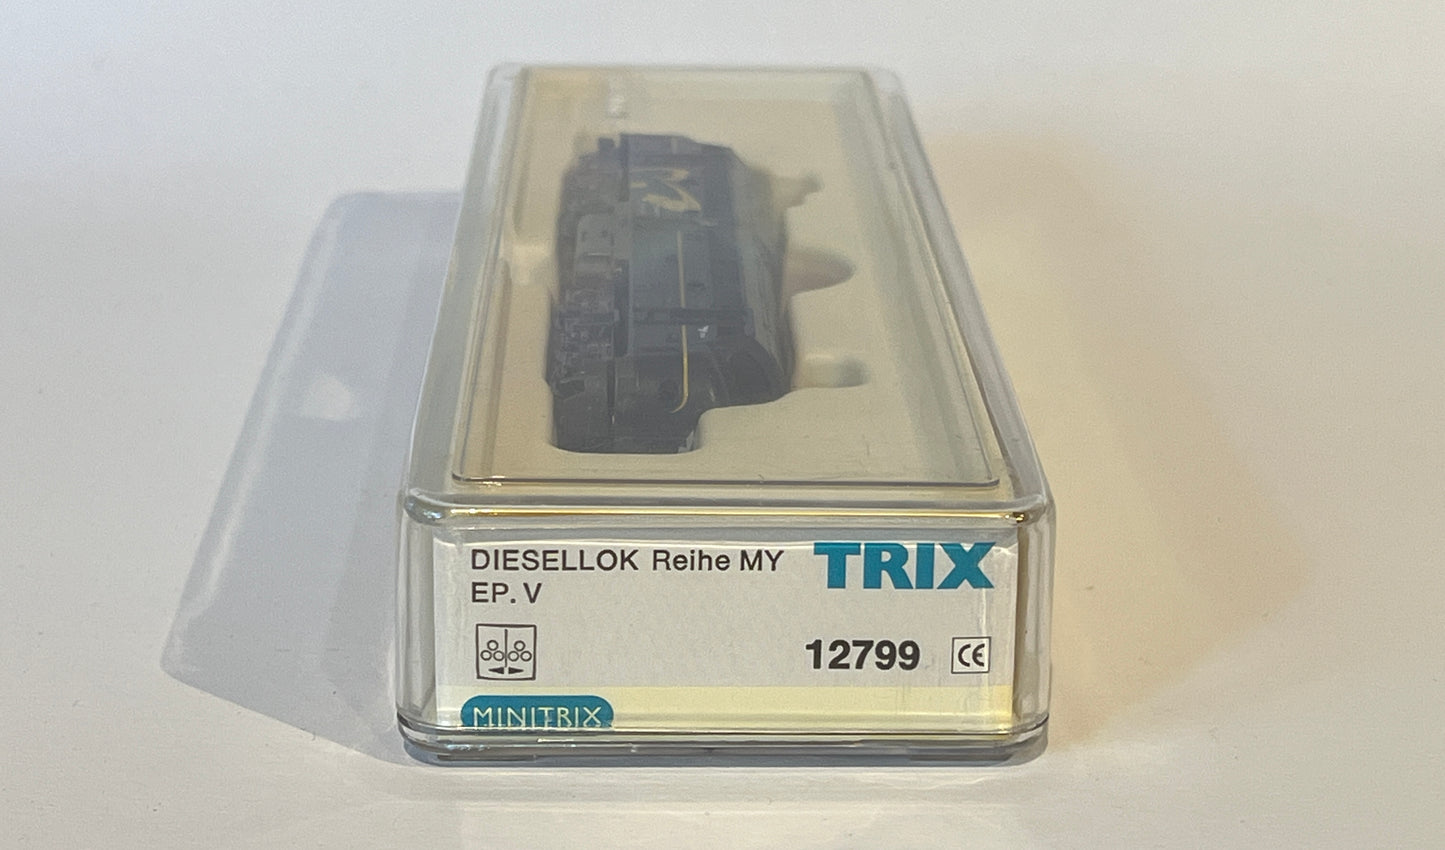 DIESELLOK Reihe MY
TRIX
EP. V
12799
CE
MINITRIX